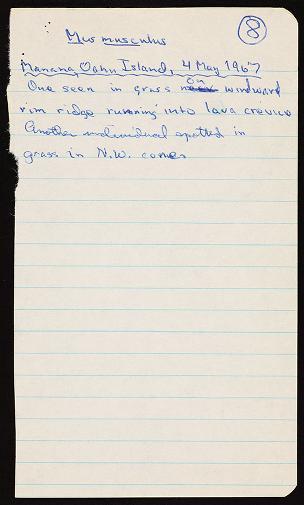 Mus musculus
8
Manana, Oahu Island, 4 May 1967
One seen in grass on windward
rim ridge running into lava crevice
Another individual spotted in
grass in N.W. corner